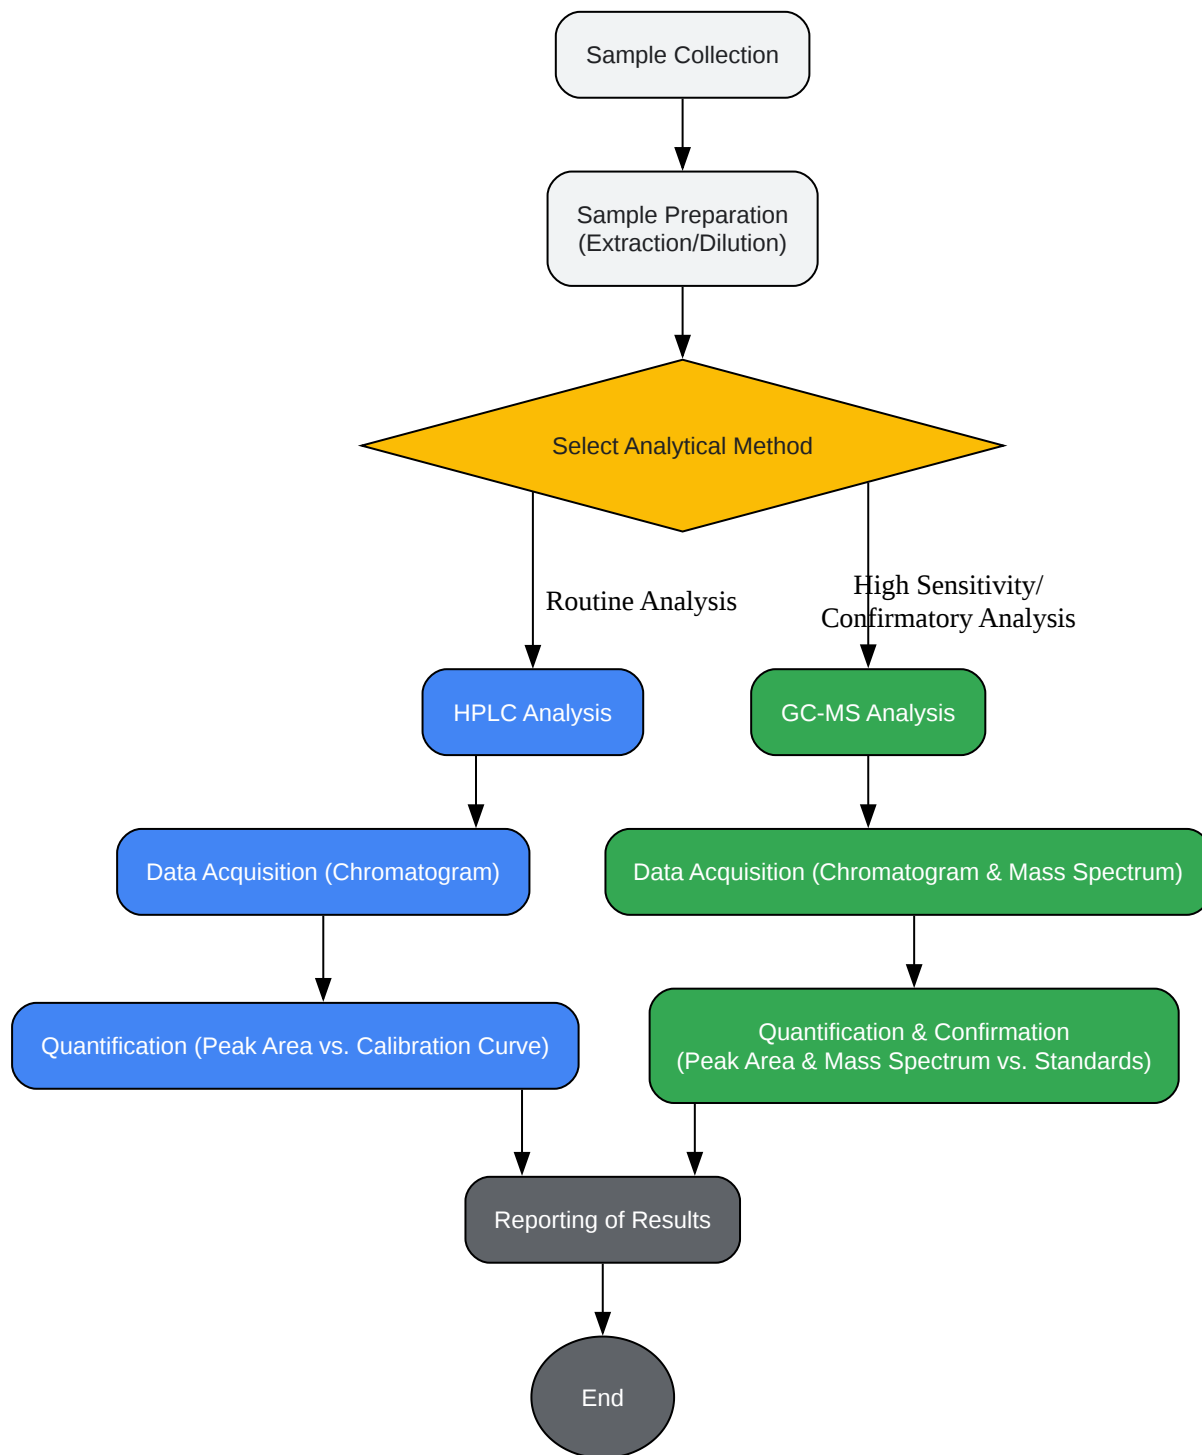 Sample Collection
Sample Preparation
(Extraction/Dilution)
Select Analytical Method
Routine Analysis
High Sensitivity/
Confirmatory Analysis
HPLC Analysis
GC-MS Analysis
Data Acquisition (Chromatogram)
Data Acquisition (Chromatogram & Mass Spectrum)
Quantification (Peak Area vs. Calibration Curve)
Quantification & Confirmation
(Peak Area & Mass Spectrum vs. Standards)
Reporting of Results
End